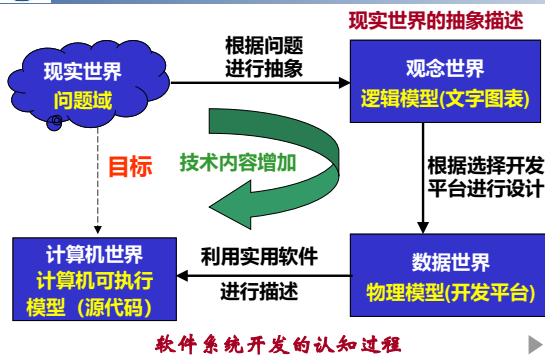 现实世界的抽象描述
现实世界
问题域
根据问题
进行抽象
观念世界
逻辑模型(文字图表)
目标
技术内容增加
根据选择开发
平台进行设计
计算机世界
计算机可执行
模型（源代码）
利用实用软件
进行描述
数据世界
物理模型(开发平台)
软件系统开发的认知过程